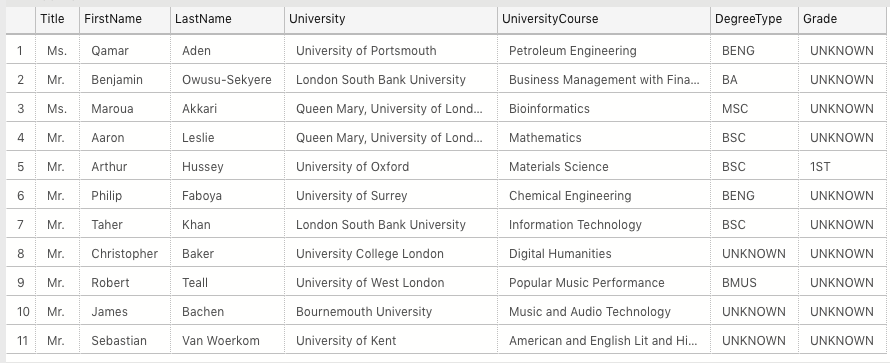 Title FirstName LastName University UniversityCourse DegreeType Grade
1 Ms. Qamar Aden University of Portsmouth Petroleum Engineering BENG UNKNOWN
2 Mr. Benjamin Owusu-Sekyere London South Bank University Business Management with Fina... BA UNKNOWN
3 Ms. Maroua Akkari Queen Mary, University of Lond... Bioinformatics MSC UNKNOWN
4 Mr. Aaron Leslie Queen Mary, University of Lond... Mathematics BSC UNKNOWN
5 Mr. Arthur Hussey University of Oxford Materials Science BSC 1ST
6 Mr. Philip Faboya University of Surrey Chemical Engineering BENG UNKNOWN
7 Mr. Taher Khan London South Bank University Information Technology BSC UNKNOWN
8 Mr. Christopher Baker University College London Digital Humanities UNKNOWN UNKNOWN
9 Mr. Robert Teall University of West London Popular Music Performance BMUS UNKNOWN
10 Mr. James Bachen Bournemouth University Music and Audio Technology UNKNOWN UNKNOWN
11 Mr. Sebastian Van Woerkom University of Kent American and English Lit and Hi... UNKNOWN UNKNOWN